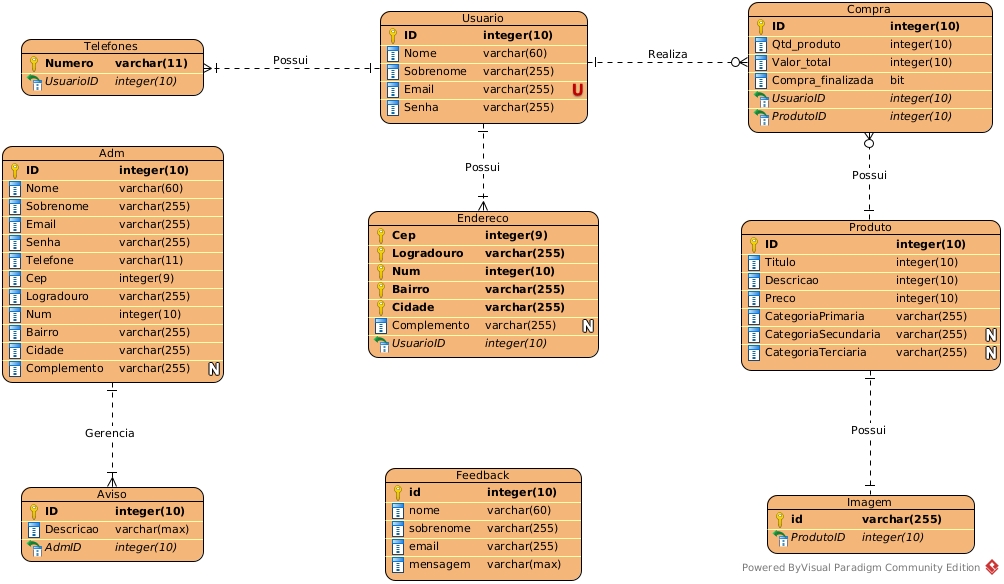 Telefones
Numero varchar(11)
UsuarioID integer(10)
Possui
Usuario
ID integer(10)
Nome varchar(60)
Sobrenome varchar(255)
Email varchar(255) U
Senha varchar(255)
Realiza
Compra
ID integer(10)
Qtd_produto integer(10)
Valor_total integer(10)
Compra_finalizada bit
UsuarioID integer(10)
ProdutoID integer(10)
Adm
ID integer(10)
Nome varchar(60)
Sobrenome varchar(255)
Email varchar(255)
Senha varchar(255)
Telefone varchar(11)
Cep integer(9)
Logradouro varchar(255)
Num integer(10)
Bairro varchar(255)
Cidade varchar(255)
Complemento varchar(255) N
Possui
Endereco
Cep integer(9)
Logradouro varchar(255)
Num integer(10)
Bairro varchar(255)
Cidade varchar(255)
Complemento varchar(255) N
UsuarioID integer(10)
Possui
Produto
ID integer(10)
Titulo integer(10)
Descricao integer(10)
Preco integer(10)
CategoriaPrimaria varchar(255)
CategoriaSecundaria varchar(255) N
CategoriaTerciaria varchar(255) N
Gerencia
Aviso
ID integer(10)
Descricao varchar(max)
AdmID integer(10)
Feedback
id integer(10)
nome varchar(60)
sobrenome varchar(255)
email varchar(255)
mensagem varchar(max)
Possui
Imagem
id varchar(255)
ProdutoID integer(10)
Powered ByVisual Paradigm Community Edition